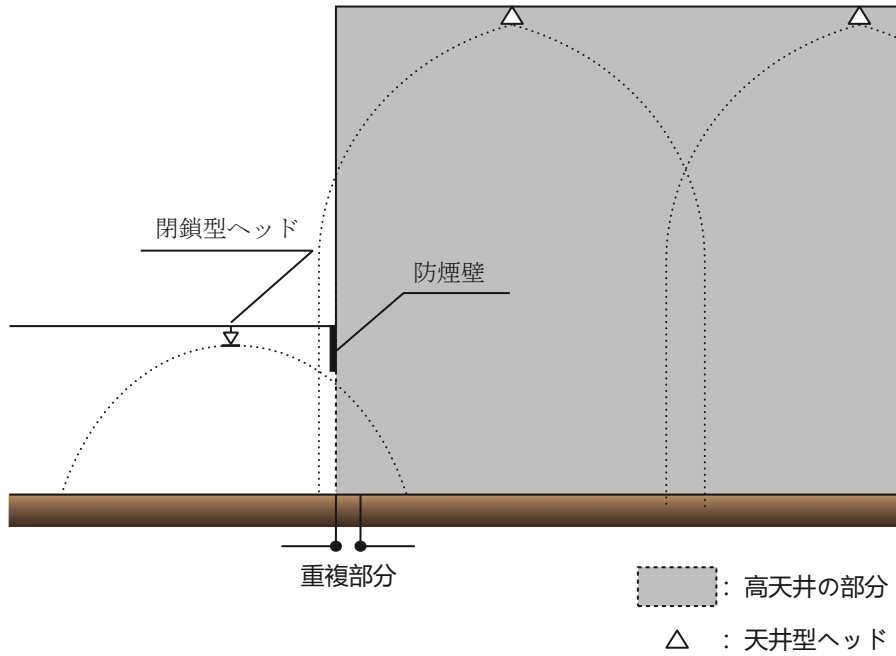 閉鎖型ヘッド
防煙壁
重複部分
：高天井の部分
：天井型ヘッド